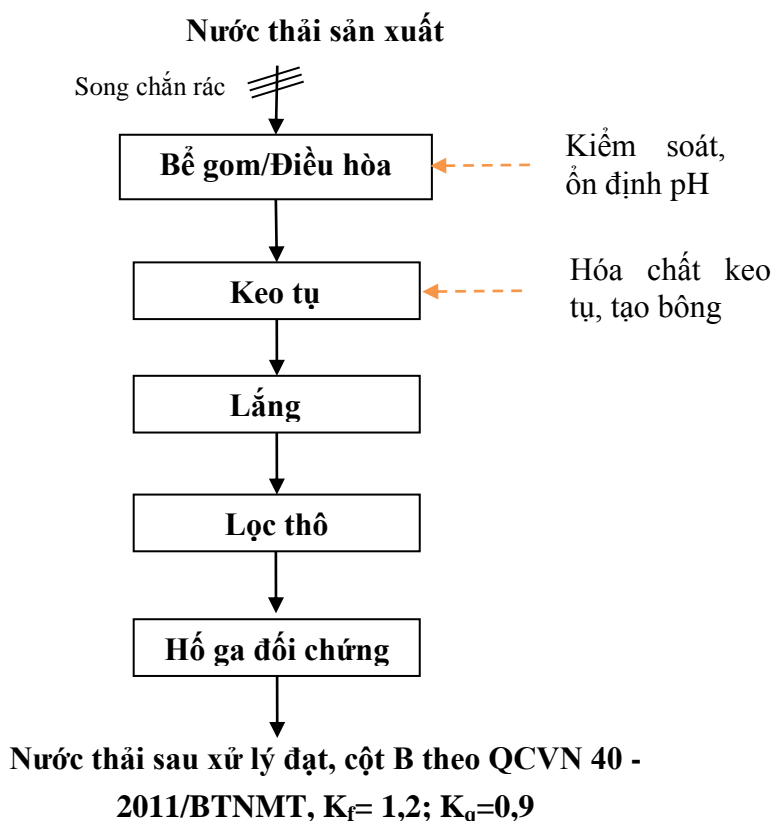 Nước thải sản xuất
Song chắn rác
Bể gom/Điều hòa
Kiểm soát,
ổn định pH
Keo tụ
Hóa chất keo
tụ, tạo bông
Lắng
Lọc thô
Hố ga đối chứng
Nước thải sau xử lý đạt, cột B theo QCVN 40 -
2011/BTNMT, Kf= 1,2; Kq=0,9